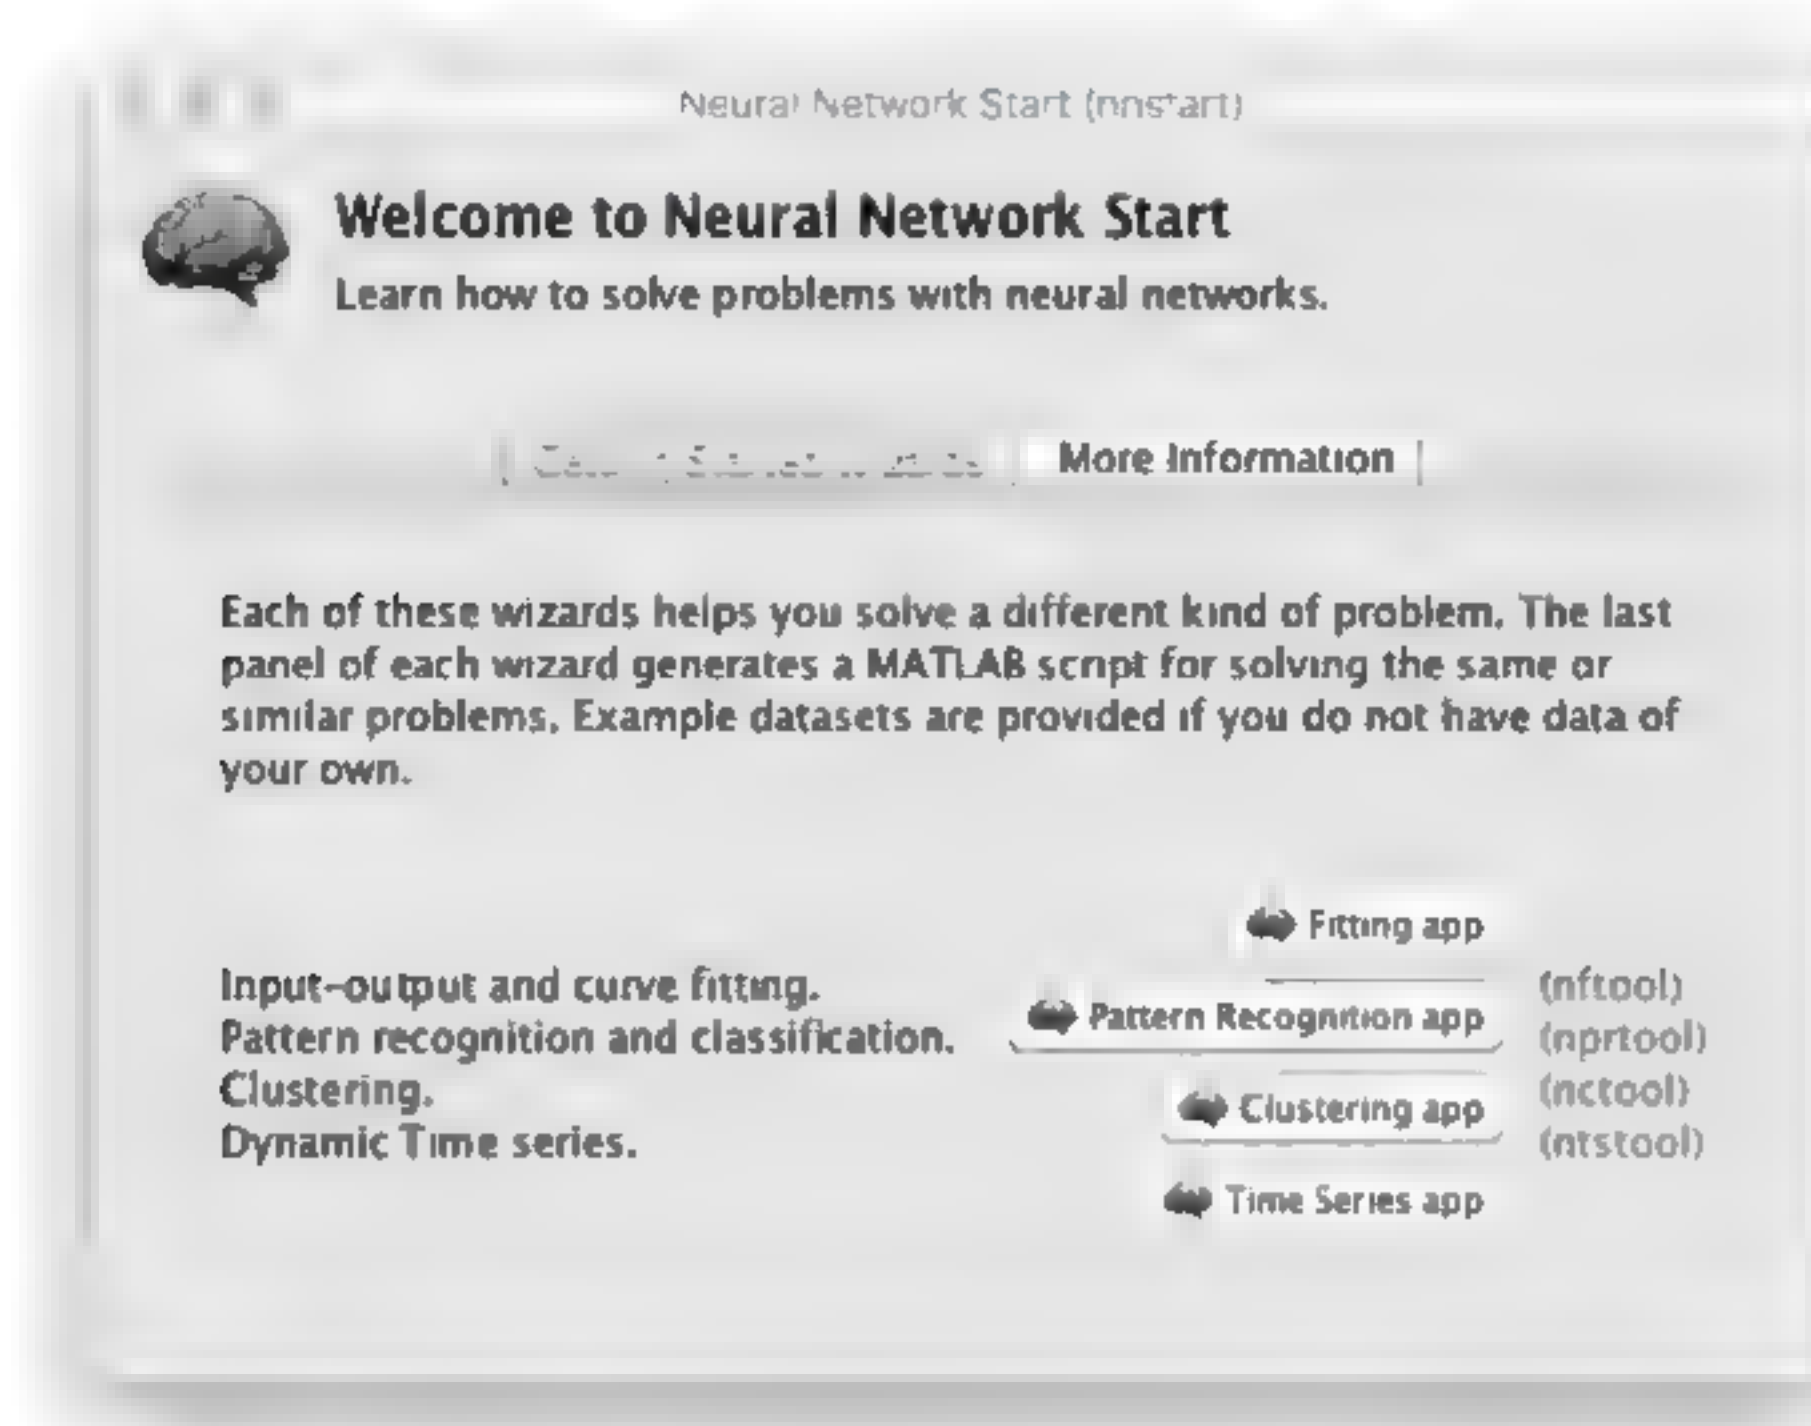 Neural Network Start (nnstart)
Welcome to Neural Network Start
Learn how to solve problems with neural networks.
More Information
Each of these wizards helps you solve a different kind of problem. The last
panel of each wizard generates a MATLAB script for solving the same or
similar problems. Example datasets are provided if you do not have data of
your own.
Fitting app
Input-output and curve fitting.
(nftool)
Pattern Recognition app
Pattern recognition and classification.
(nprtool)
Clustering.
Clustering app
(nctool)
Dynamic Time series.
(ntstool)
Time Series app